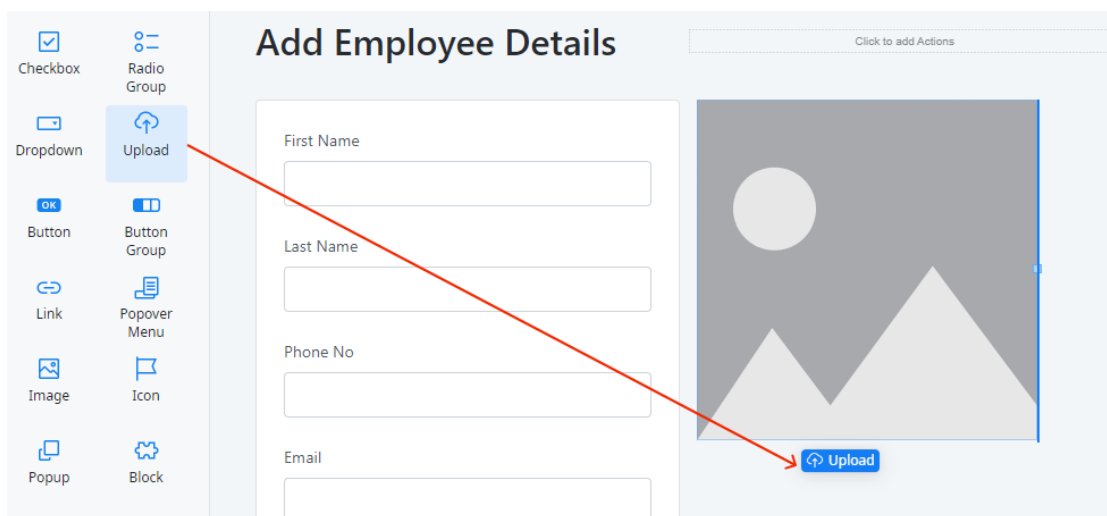 Checkbox
Radio
Group
Dropdown
Upload
OK
Button
Button
Group
Link
Popover
Menu
Image
Icon
Popup
Block
Add Employee Details
Click to add Actions
First Name
Last Name
Phone No
Email
Upload